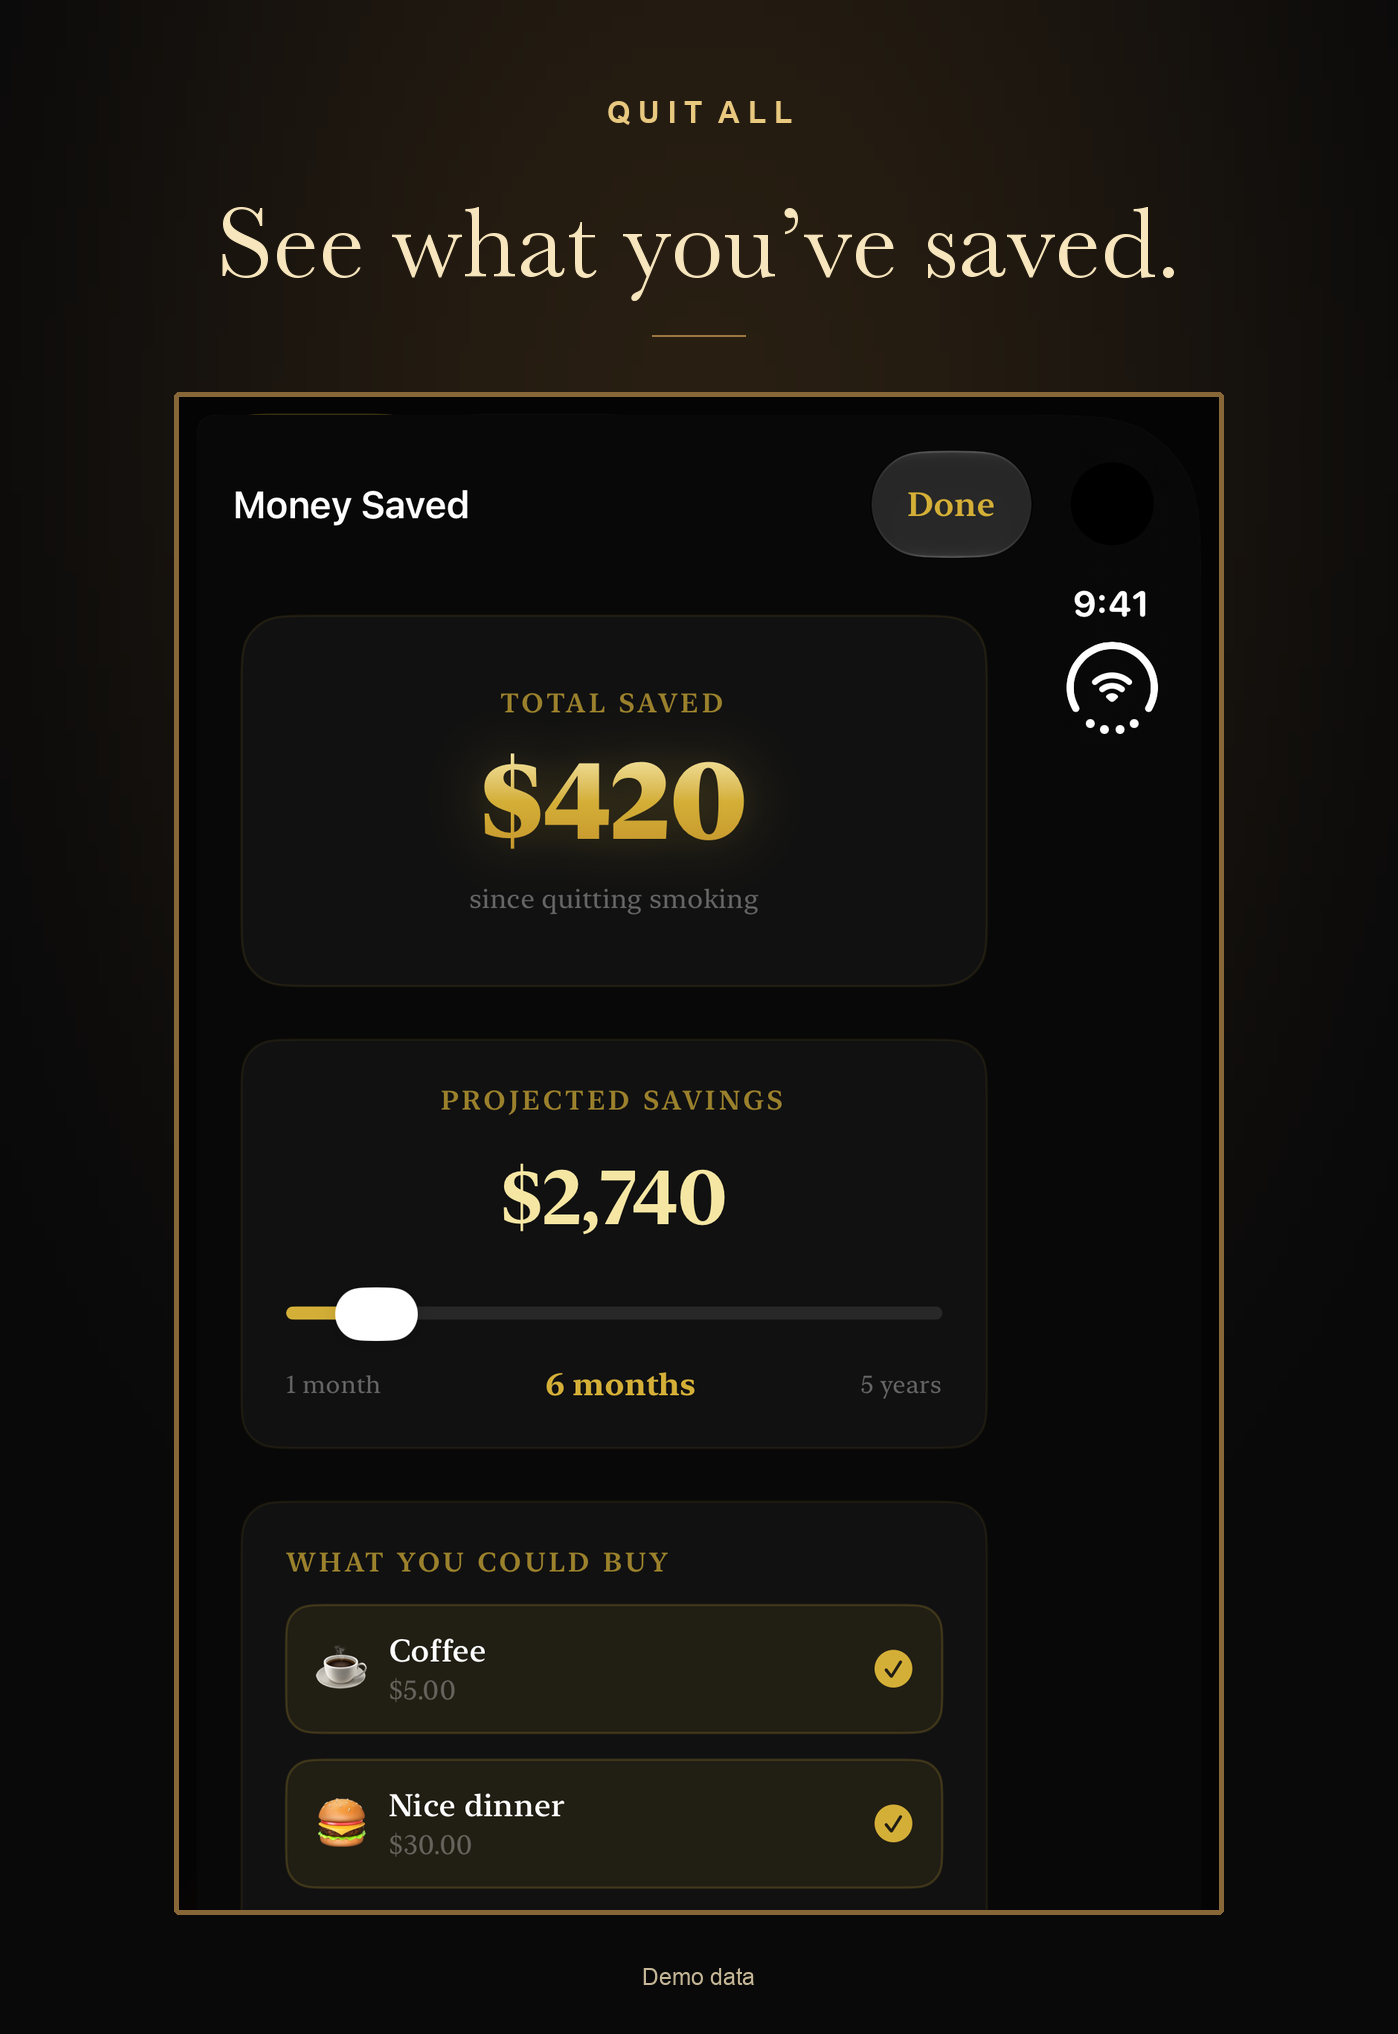 QUIT ALL
See what you’ve saved.
Money Saved
Done
9:41
TOTAL SAVED
$420
since quitting smoking
PROJECTED SAVINGS
$2,740
1 month
6 months
5 years
WHAT YOU COULD BUY
Coffee
$5.00
Nice dinner
$30.00
Demo data